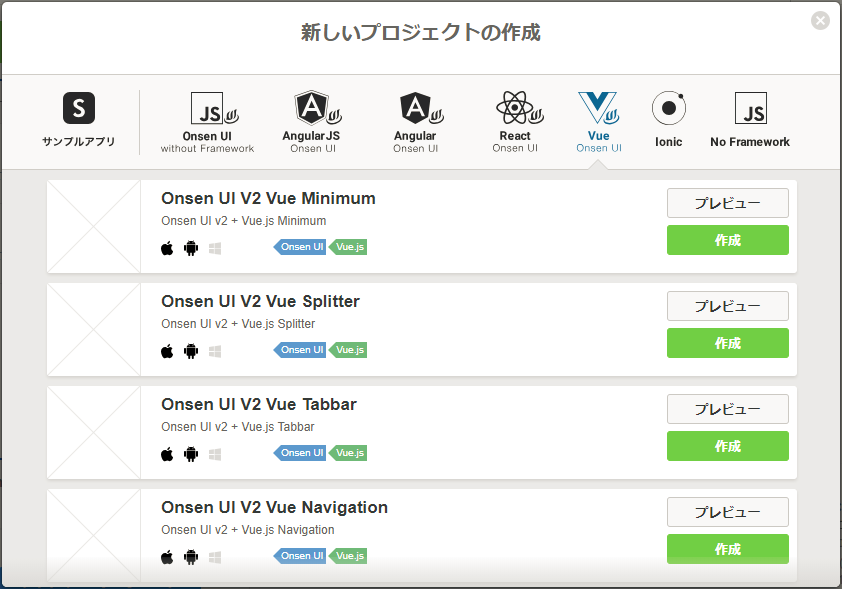 新しいプロジェクトの作成
S
サンプルアプリ
JS
Onsen UI
without Framework
A
AngularJS
Onsen UI
A
Angular
Onsen UI
React
Onsen UI
Vue
Onsen UI
Ionic
JS
No Framework
Onsen UI V2 Vue Minimum
Onsen UI v2 + Vue.js Minimum
Onsen UI Vue.js
プレビュー
作成
Onsen UI V2 Vue Splitter
Onsen UI v2 + Vue.js Splitter
Onsen UI Vue.js
プレビュー
作成
Onsen UI V2 Vue Tabbar
Onsen UI v2 + Vue.js Tabbar
Onsen UI Vue.js
プレビュー
作成
Onsen UI V2 Vue Navigation
Onsen UI v2 + Vue.js Navigation
Onsen UI Vue.js
プレビュー
作成